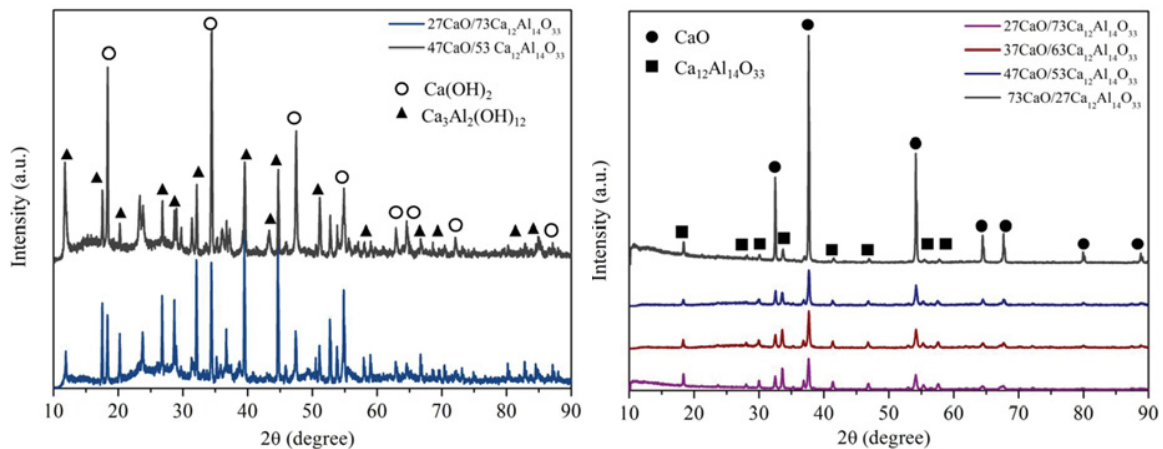 27CaO/73Ca₁₂Al₁₄O₃₃
47CaO/53 Ca₁₂Al₁₄O₃₃
Ca(OH)₂
Ca₃Al₂(OH)₁₂
Intensity (a.u.)
10 20 30 40 50 60 70 80 90
2θ (degree)
CaO
Ca₁₂Al₁₄O₃₃
27CaO/73Ca₁₂Al₁₄O₃₃
37CaO/63Ca₁₂Al₁₄O₃₃
47CaO/53Ca₁₂Al₁₄O₃₃
73CaO/27Ca₁₂Al₁₄O₃₃
Intensity (a.u.)
10 20 30 40 50 60 70 80 90
2θ (degree)